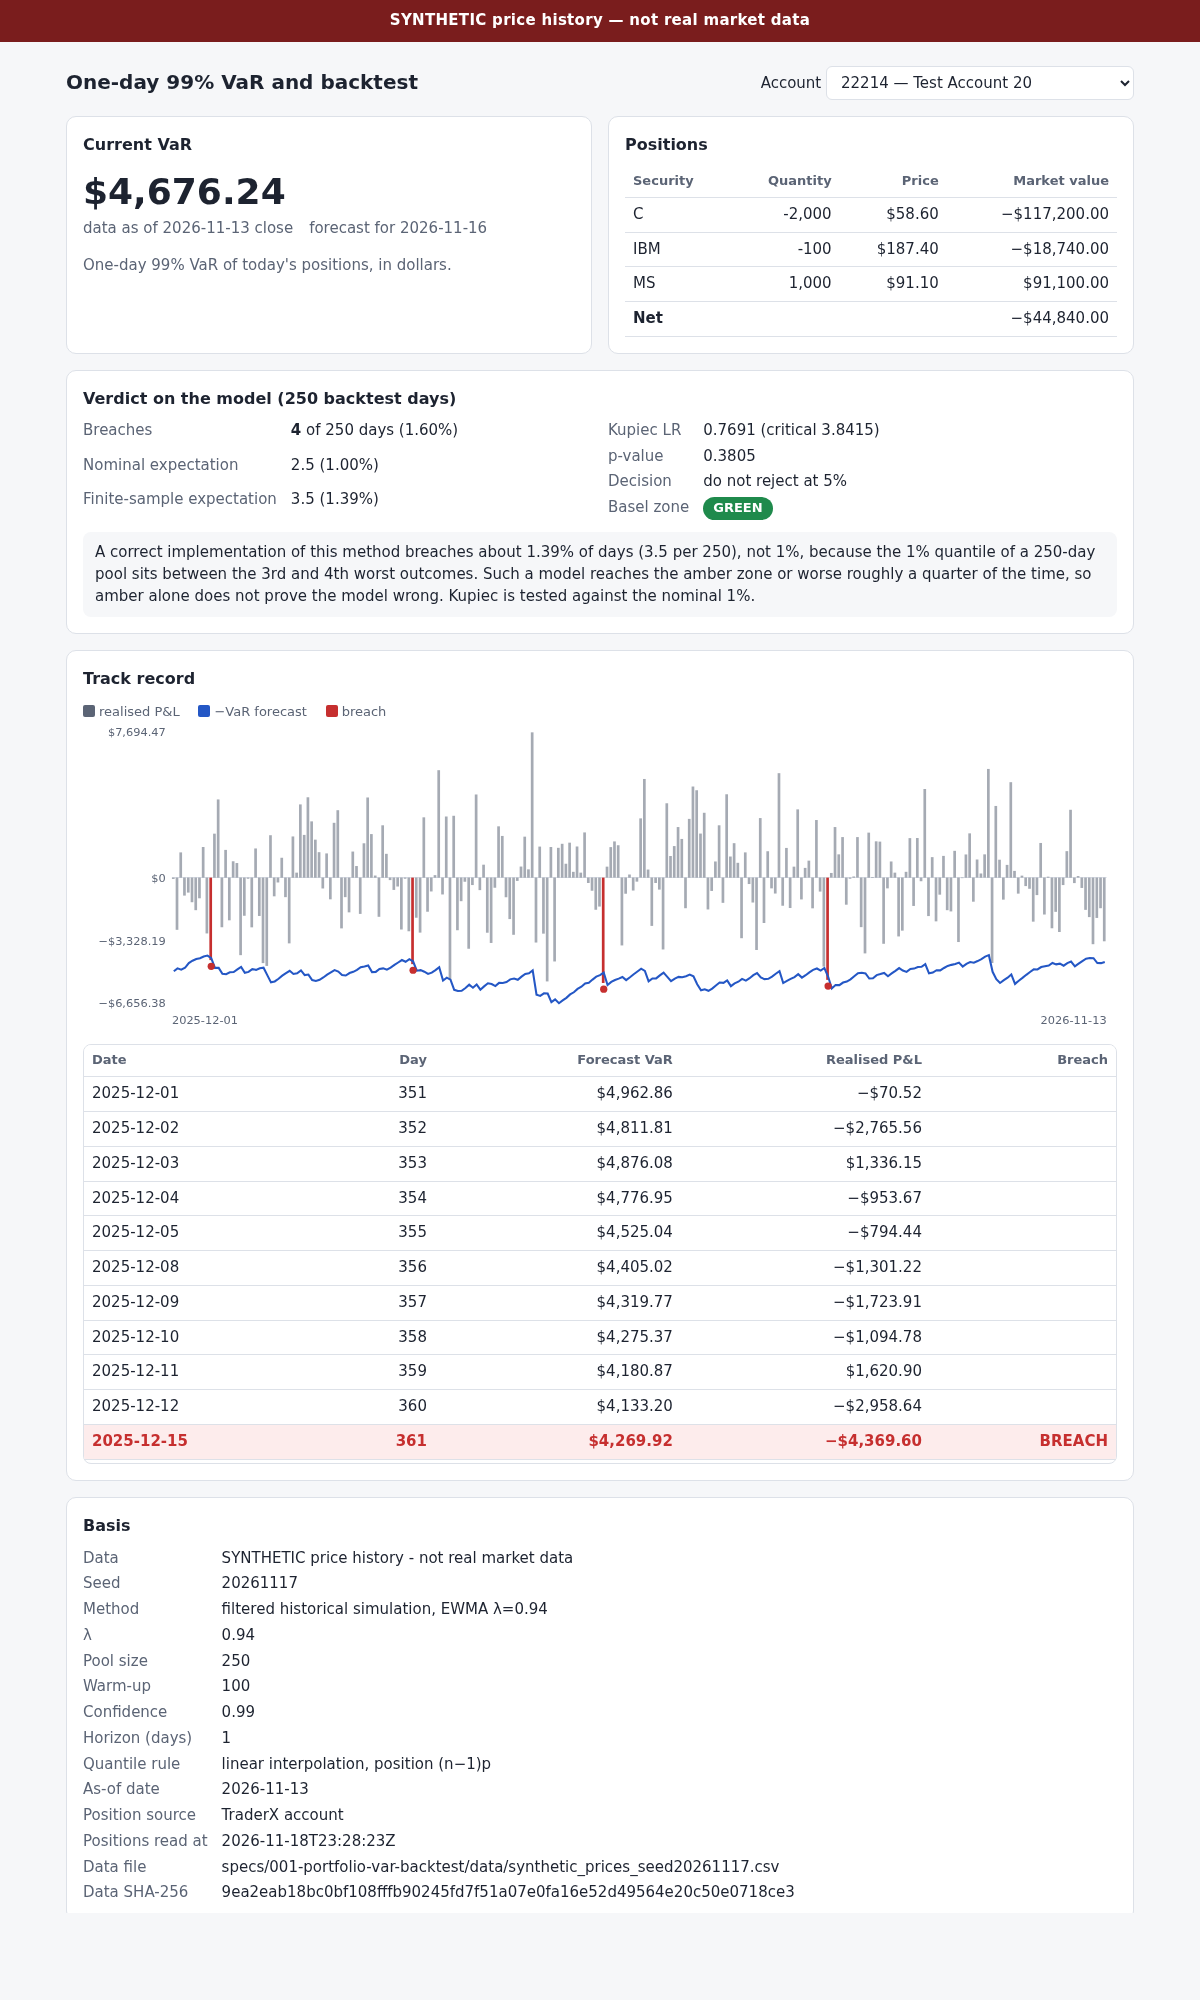 SYNTHETIC price history — not real market data
One-day 99% VaR and backtest
Account 22214 — Test Account 20
Current VaR
$4,676.24
data as of 2026-11-13 close forecast for 2026-11-16
One-day 99% VaR of today's positions, in dollars.
Positions
Security Quantity Price Market value
C -2,000 $58.60 −$117,200.00
IBM -100 $187.40 −$18,740.00
MS 1,000 $91.10 $91,100.00
Net −$44,840.00
Verdict on the model (250 backtest days)
Breaches 4 of 250 days (1.60%)
Nominal expectation 2.5 (1.00%)
Finite-sample expectation 3.5 (1.39%)
Kupiec LR 0.7691 (critical 3.8415)
p-value 0.3805
Decision do not reject at 5%
Basel zone GREEN
A correct implementation of this method breaches about 1.39% of days (3.5 per 250), not 1%, because the 1% quantile of a 250-day
pool sits between the 3rd and 4th worst outcomes. Such a model reaches the amber zone or worse roughly a quarter of the time, so
amber alone does not prove the model wrong. Kupiec is tested against the nominal 1%.
Track record
realised P&L −VaR forecast breach
$7,694.47
$0
−$3,328.19
−$6,656.38
2025-12-01 2026-11-13
Date Day Forecast VaR Realised P&L Breach
2025-12-01 351 $4,962.86 −$70.52
2025-12-02 352 $4,811.81 −$2,765.56
2025-12-03 353 $4,876.08 $1,336.15
2025-12-04 354 $4,776.95 −$953.67
2025-12-05 355 $4,525.04 −$794.44
2025-12-08 356 $4,405.02 −$1,301.22
2025-12-09 357 $4,319.77 −$1,723.91
2025-12-10 358 $4,275.37 −$1,094.78
2025-12-11 359 $4,180.87 $1,620.90
2025-12-12 360 $4,133.20 −$2,958.64
2025-12-15 361 $4,269.92 −$4,369.60 BREACH
Basis
Data SYNTHETIC price history - not real market data
Seed 20261117
Method filtered historical simulation, EWMA λ=0.94
λ 0.94
Pool size 250
Warm-up 100
Confidence 0.99
Horizon (days) 1
Quantile rule linear interpolation, position (n−1)p
As-of date 2026-11-13
Position source TraderX account
Positions read at 2026-11-18T23:28:23Z
Data file specs/001-portfolio-var-backtest/data/synthetic_prices_seed20261117.csv
Data SHA-256 9ea2eab18bc0bf108fffb90245fd7f51a07e0fa16e52d49564e20c50e0718ce3